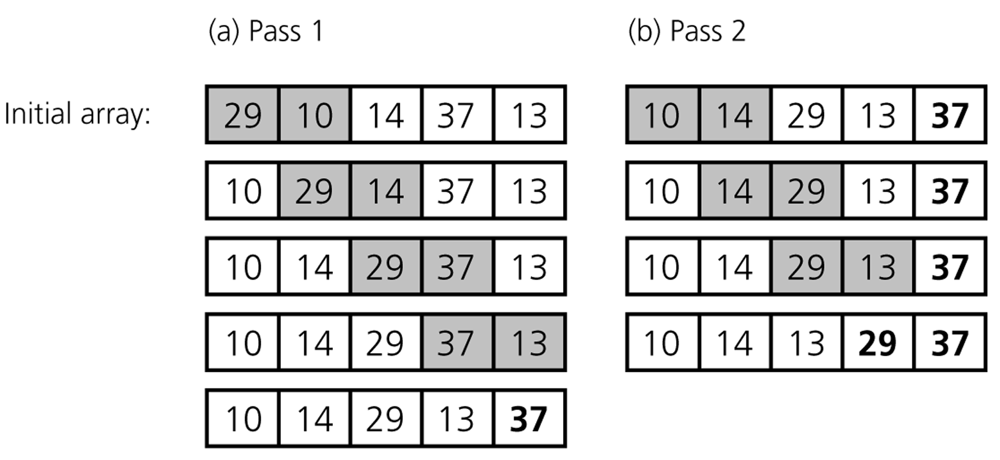 (a) Pass 1 (b) Pass 2
Initial array: 29 10 14 37 13 10 14 29 13 37
10 29 14 37 13 10 14 29 13 37
10 14 29 37 13 10 14 29 13 37
10 14 29 37 13 10 14 13 29 37
10 14 29 13 37